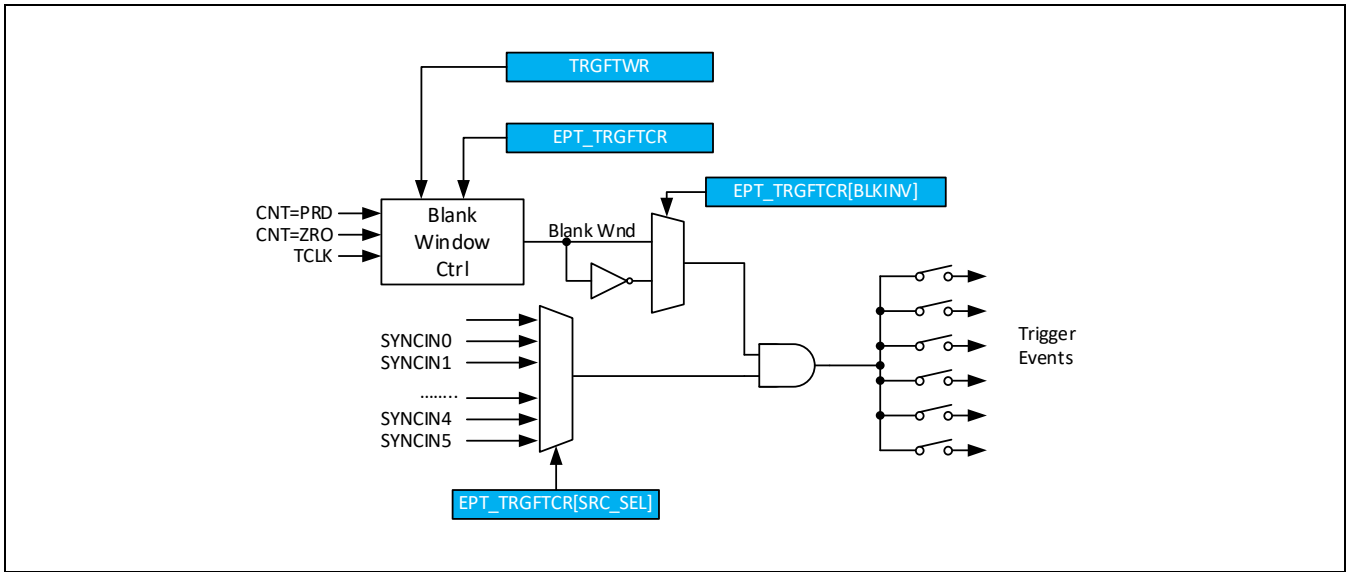 TRGFTWR
EPT_TRGFTCR
EPT_TRGFTCR[BLKINV]
CNT=PRD
CNT=ZRO
TCLK
Blank
Window
Ctrl
Blank Wnd
SYNCIN0
SYNCIN1
........
SYNCIN4
SYNCIN5
Trigger
Events
EPT_TRGFTCR[SRC_SEL]